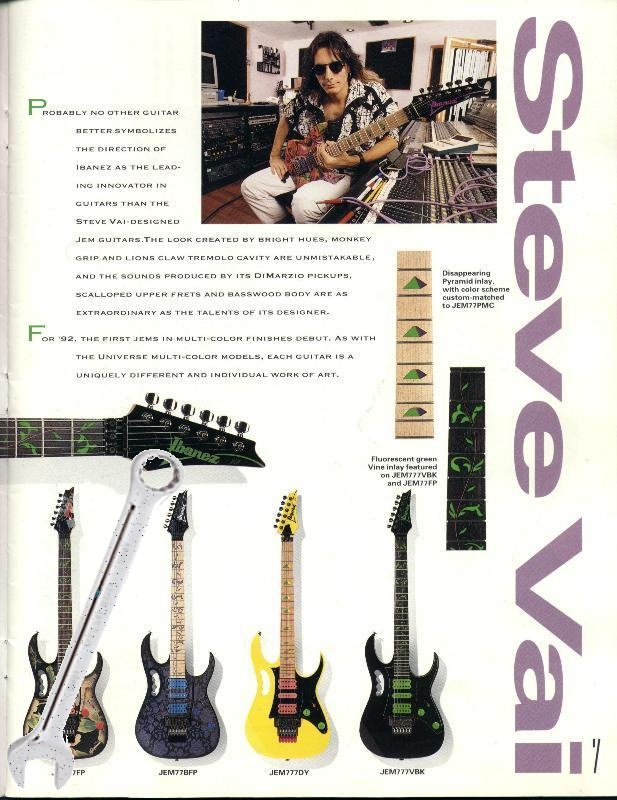 Steve Vai
PROBABLY NO OTHER GUITAR
BETTER SYMBOLIZES
THE DIRECTION OF
IBANEZ AS THE LEAD-
ING INNOVATOR IN
GUITARS THAN THE
STEVE VAI-DESIGNED
JEM GUITARS.THE LOOK CREATED BY BRIGHT HUES, MONKEY
GRIP AND LIONS CLAW TREMOLO CAVITY ARE UNMISTAKABLE,
AND THE SOUNDS PRODUCED BY ITS DIMARZIO PICKUPS,
SCALLOPED UPPER FRETS AND BASSWOOD BODY ARE AS
EXTRAORDINARY AS THE TALENTS OF ITS DESIGNER.
FOR '92, THE FIRST JEMS IN MULTI-COLOR FINISHES DEBUT. AS WITH
THE UNIVERSE MULTI-COLOR MODELS, EACH GUITAR IS A
UNIQUELY DIFFERENT AND INDIVIDUAL WORK OF ART.
Disappearing
Pyramid inlay,
with color scheme
custom-matched
to JEM77PMC
Ibanez
Fluorescent green
Vine inlay featured
on JEM777VBK
and JEM77FP
7FP
JEM77BFP
JEM777DY
JEM777VBK